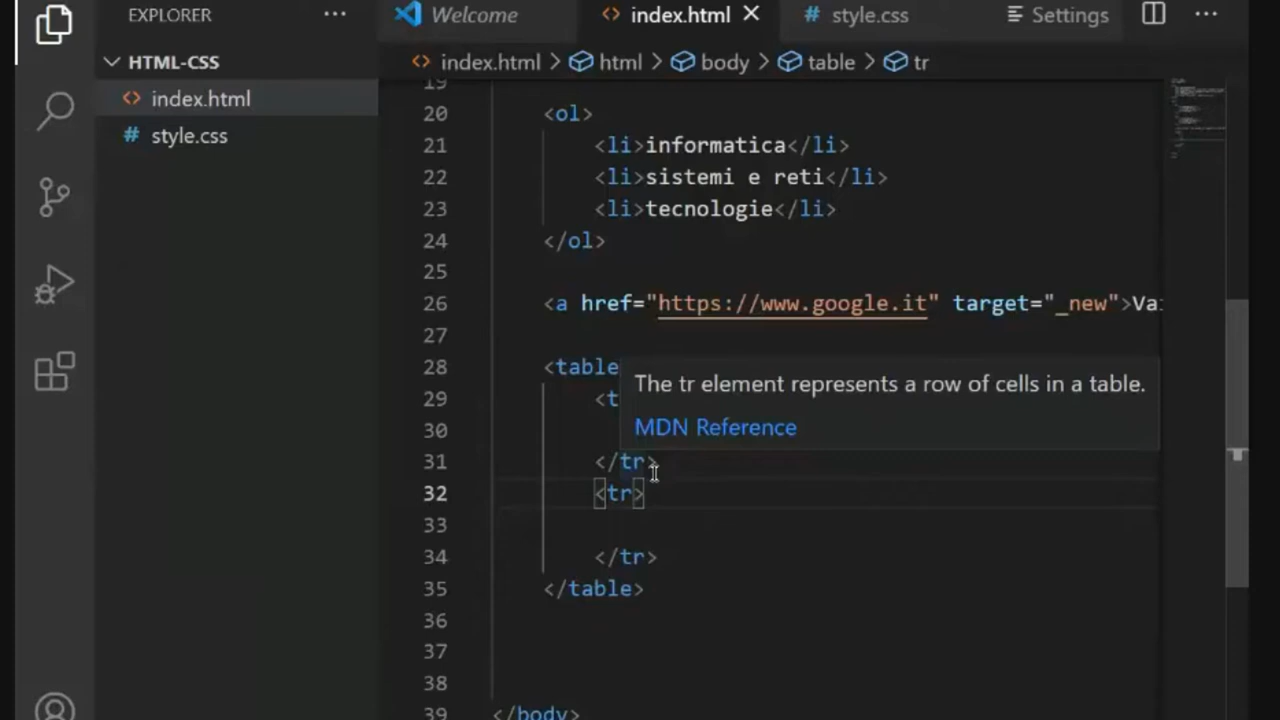 EXPLORER ...
HTML-CSS
index.html
style.css
Welcome index.html style.css Settings ...
index.html > html > body > table > tr
19
20 <ol>
21 <li>informatica</li>
22 <li>sistemi e reti</li>
23 <li>tecnologie</li>
24 </ol>
25
26 <a href="https://www.google.it" target="_new">Vai
27
28 <table
The tr element represents a row of cells in a table.
29 <t
MDN Reference
30
31 </tr>
32 <tr>
33
34 </tr>
35 </table>
36
37
38
39 </body>